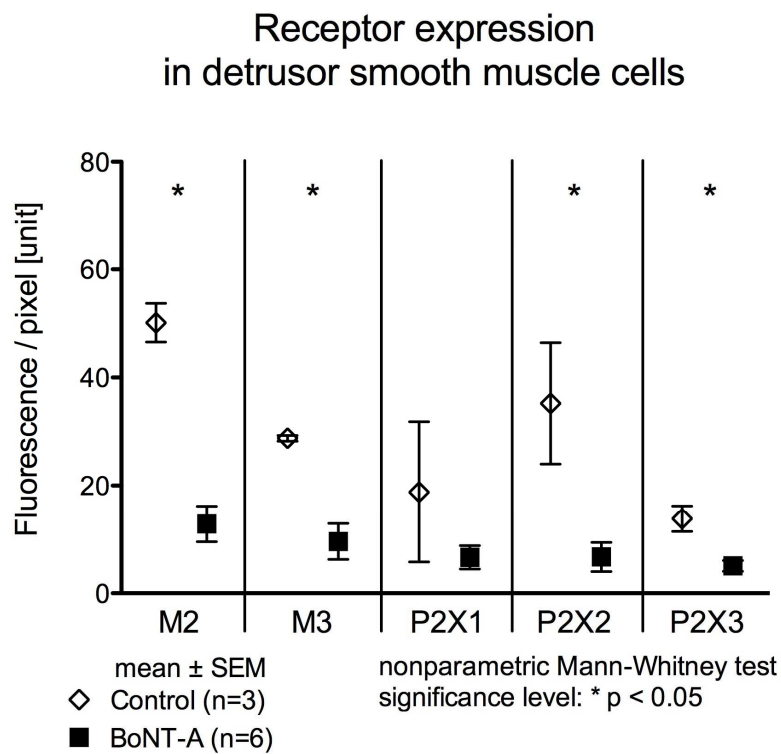 Receptor expression
in detrusor smooth muscle cells
Fluorescence / pixel [unit]
80
60
40
20
0
* * * *
M2 M3 P2X1 P2X2 P2X3
mean ± SEM
Control (n=3)
BoNT-A (n=6)
nonparametric Mann-Whitney test
significance level: * p < 0.05